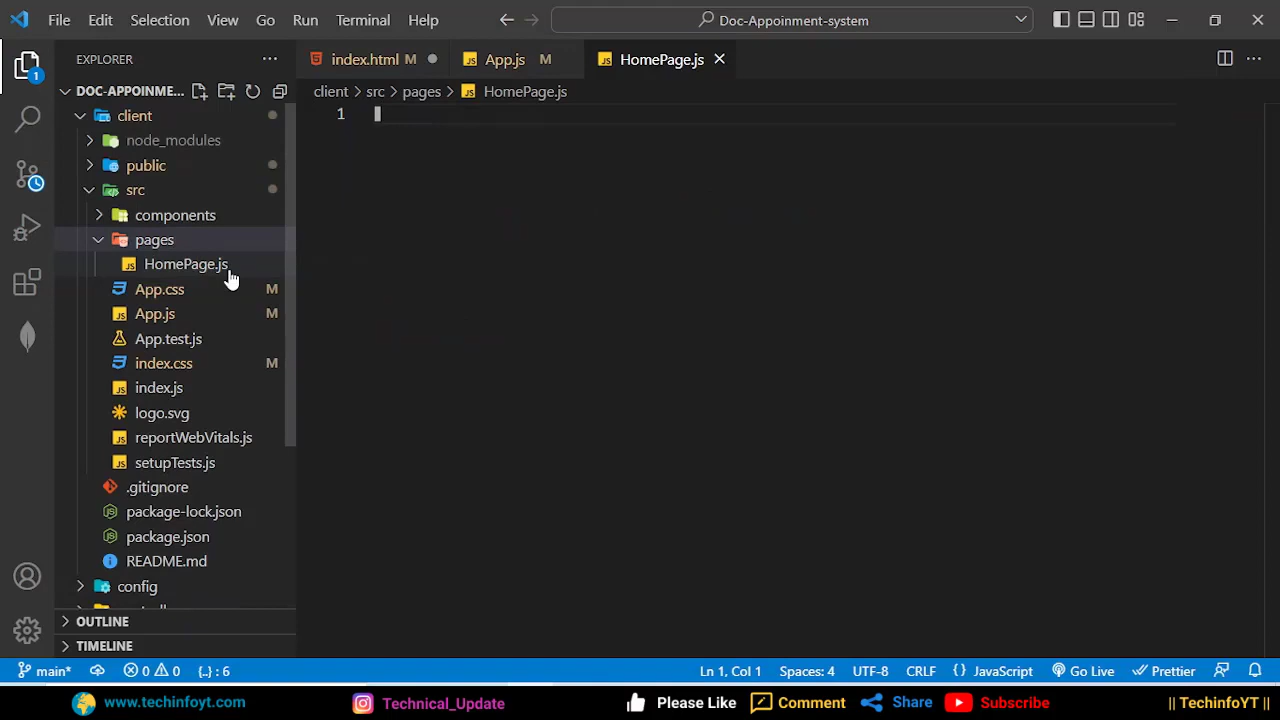 File Edit Selection View Go Run Terminal Help Doc-Appoinment-system
EXPLORER
index.html M
App.js M
HomePage.js
1
DOC-APPOINME...
client > src > pages > HomePage.js
1
client
node_modules
public
src
components
pages
HomePage.js
App.css M
App.js M
App.test.js
index.css M
index.js
logo.svg
reportWebVitals.js
setupTests.js
.gitignore
package-lock.json
package.json
README.md
config
OUTLINE
TIMELINE
main* 0 0 {..} : 6 Ln 1, Col 1 Spaces: 4 UTF-8 CRLF {} JavaScript Go Live Prettier
www.techinfoyt.com Technical_Update Please Like Comment Share Subscribe || TechinfoYT ||